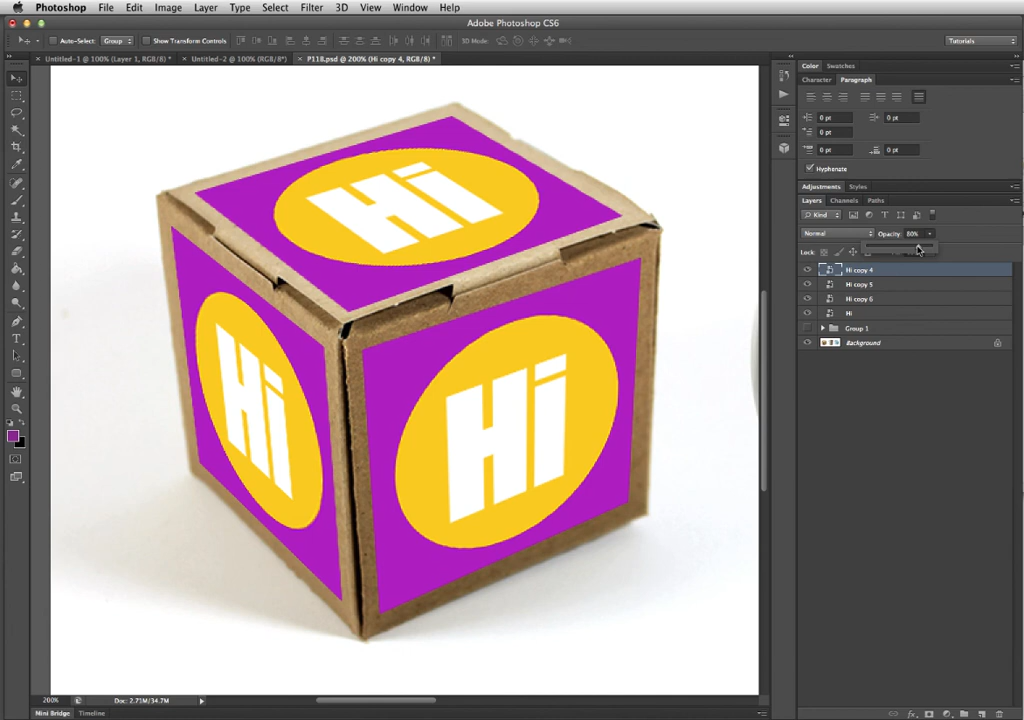 Photoshop File Edit Image Layer Type Select Filter 3D View Window Help
Adobe Photoshop CS6
Auto-Select: Group Show Transform Controls 3D Mode: Tutorials
Untitled-1 @ 100% (Layer 1, RGB/8) * Untitled-2 @ 100% (RGB/8*) P11B.psd @ 200% (Hi copy 4, RGB/8) *
Color Swatches
Character Paragraph
0 pt 0 pt
0 pt
0 pt 0 pt
Hyphenate
Adjustments Styles
Layers Channels Paths
Kind
Normal Opacity: 80%
Lock:
Hi copy 4
Hi copy 5
Hi copy 6
Hi
Group 1
Background
Hi
Hi
Hi
200% Doc: 2.71M/34.7M
Mini Bridge Timeline